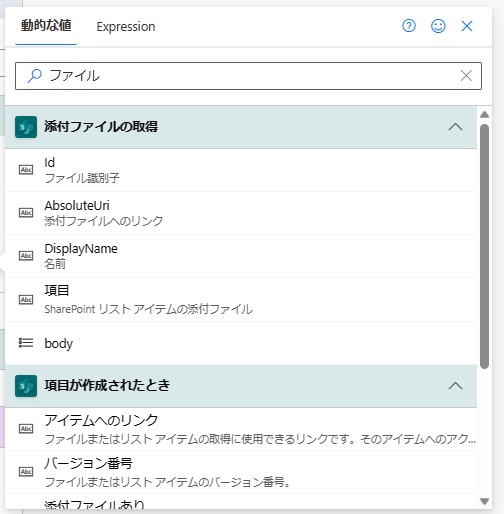 動的な値 Expression
ファイル
添付ファイルの取得
Abc Id
ファイル識別子
Abc AbsoluteUri
添付ファイルへのリンク
Abc DisplayName
名前
Abc 項目
SharePoint リスト アイテムの添付ファイル
body
項目が作成されたとき
Abc アイテムへのリンク
ファイルまたはリスト アイテムの取得に使用できるリンクです。そのアイテムへのアク...
Abc バージョン番号
ファイルまたはリスト アイテムのバージョン番号。
添付ファイルあり